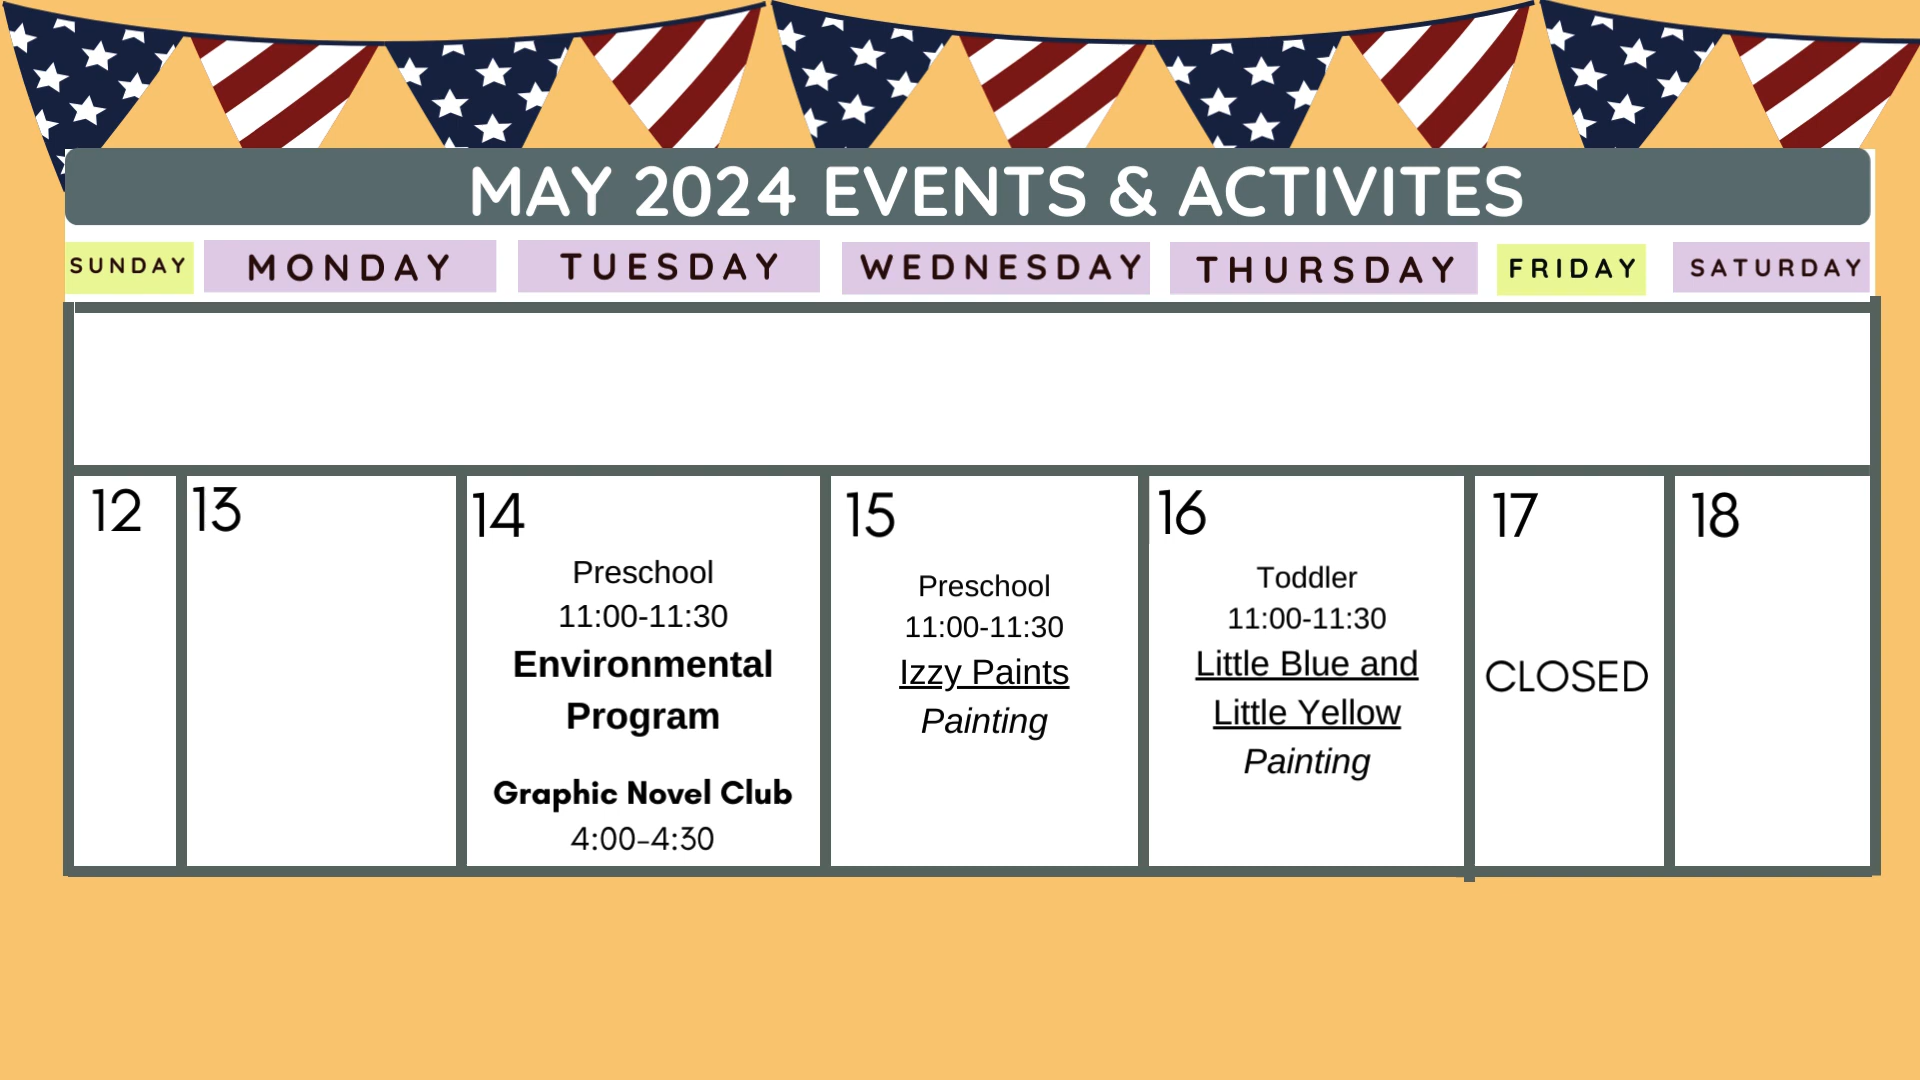 MAY 2024 EVENTS & ACTIVITES
SUNDAY MONDAY TUESDAY WEDNESDAY THURSDAY FRIDAY SATURDAY
12
13
14
Preschool
11:00-11:30
Environmental
Program
Graphic Novel Club
4:00-4:30
15
Preschool
11:00-11:30
Izzy Paints
Painting
16
Toddler
11:00-11:30
Little Blue and
Little Yellow
Painting
17
CLOSED
18